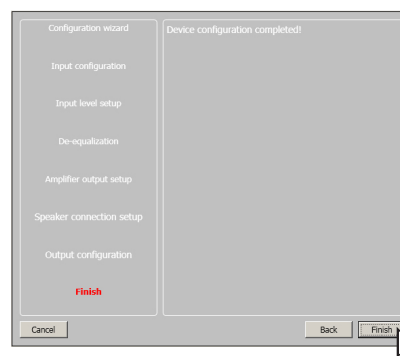 Configuration wizard
Input configuration
Input level setup
De-equalization
Amplifier output setup
Speaker connection setup
Output configuration
Finish
Device configuration completed!
Cancel
Back
Finish